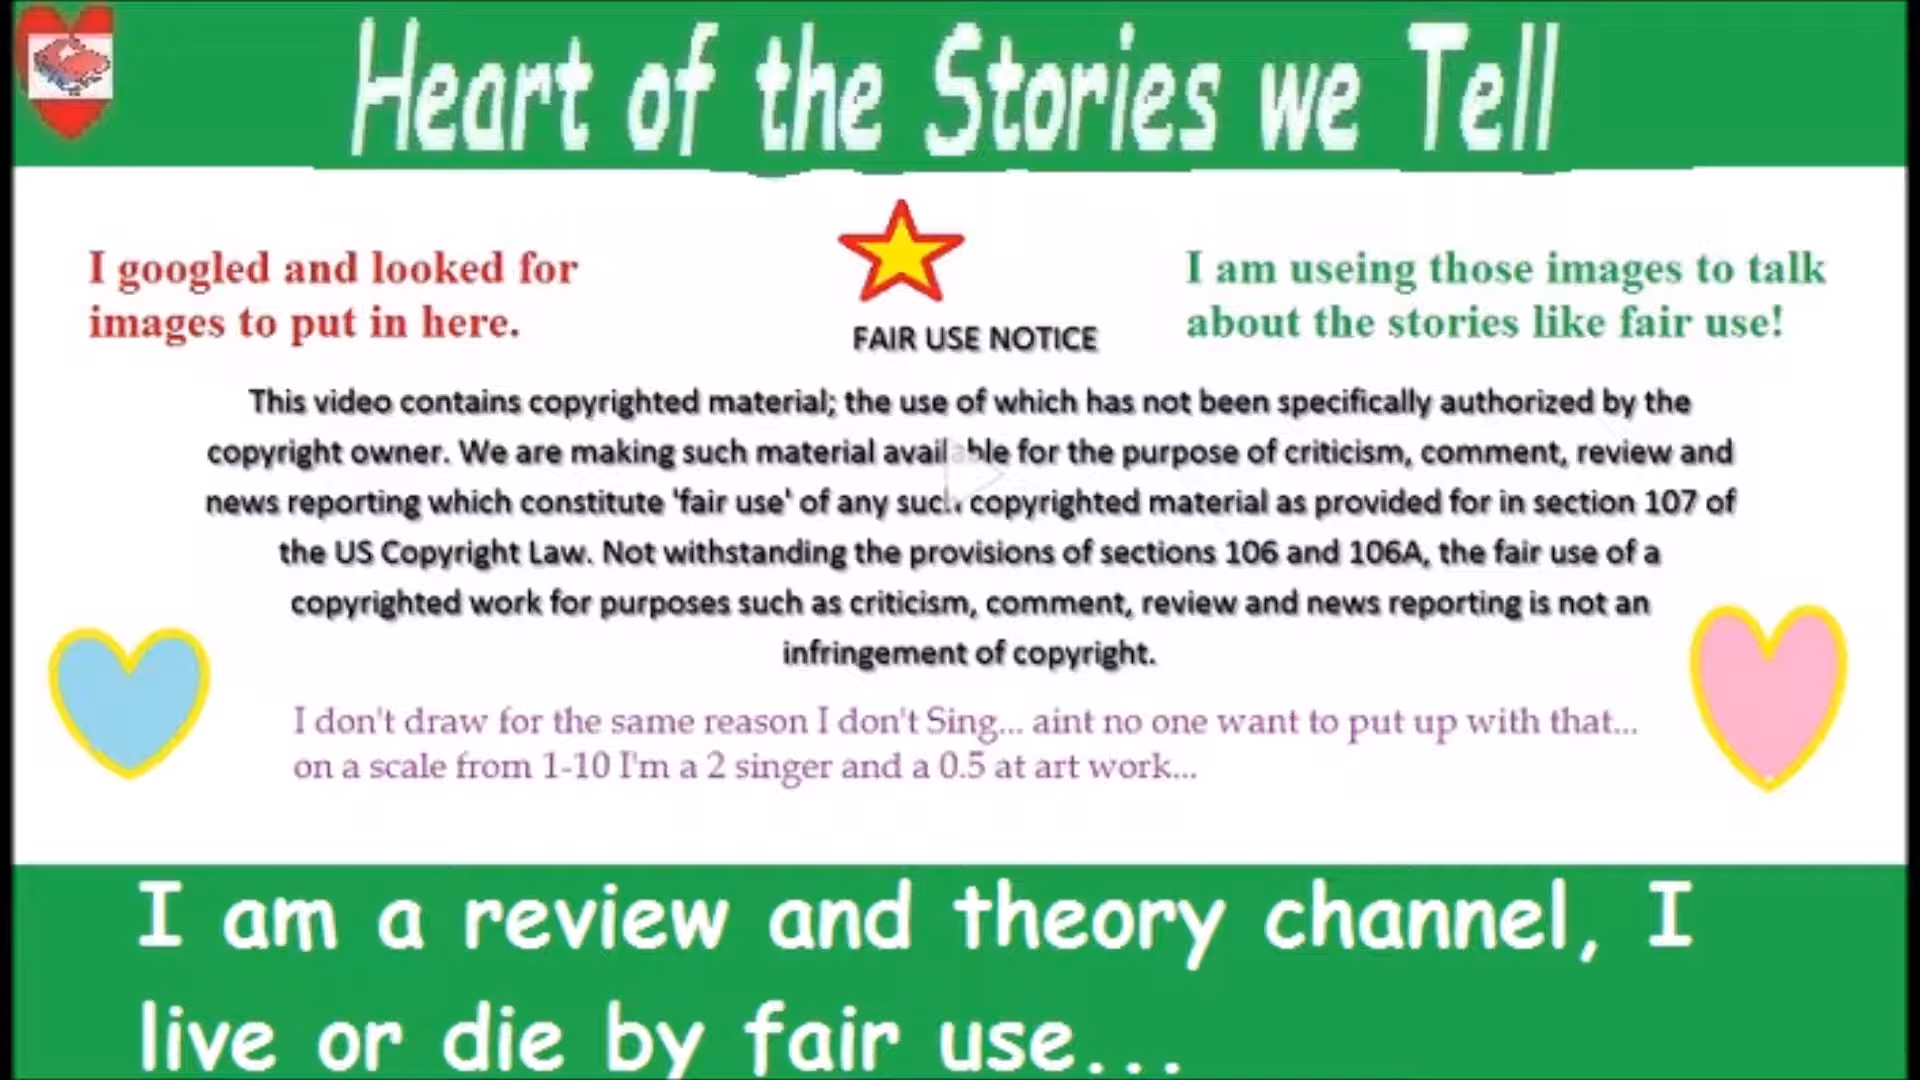 Heart of the Stories we Tell
I googled and looked for
images to put in here.
I am useing those images to talk
about the stories like fair use!
FAIR USE NOTICE
This video contains copyrighted material; the use of which has not been specifically authorized by the
copyright owner. We are making such material available for the purpose of criticism, comment, review and
news reporting which constitute 'fair use' of any such copyrighted material as provided for in section 107 of
the US Copyright Law. Not withstanding the provisions of sections 106 and 106A, the fair use of a
copyrighted work for purposes such as criticism, comment, review and news reporting is not an
infringement of copyright.
I don't draw for the same reason I don't Sing... aint no one want to put up with that...
on a scale from 1-10 I'm a 2 singer and a 0.5 at art work...
I am a review and theory channel, I
live or die by fair use...